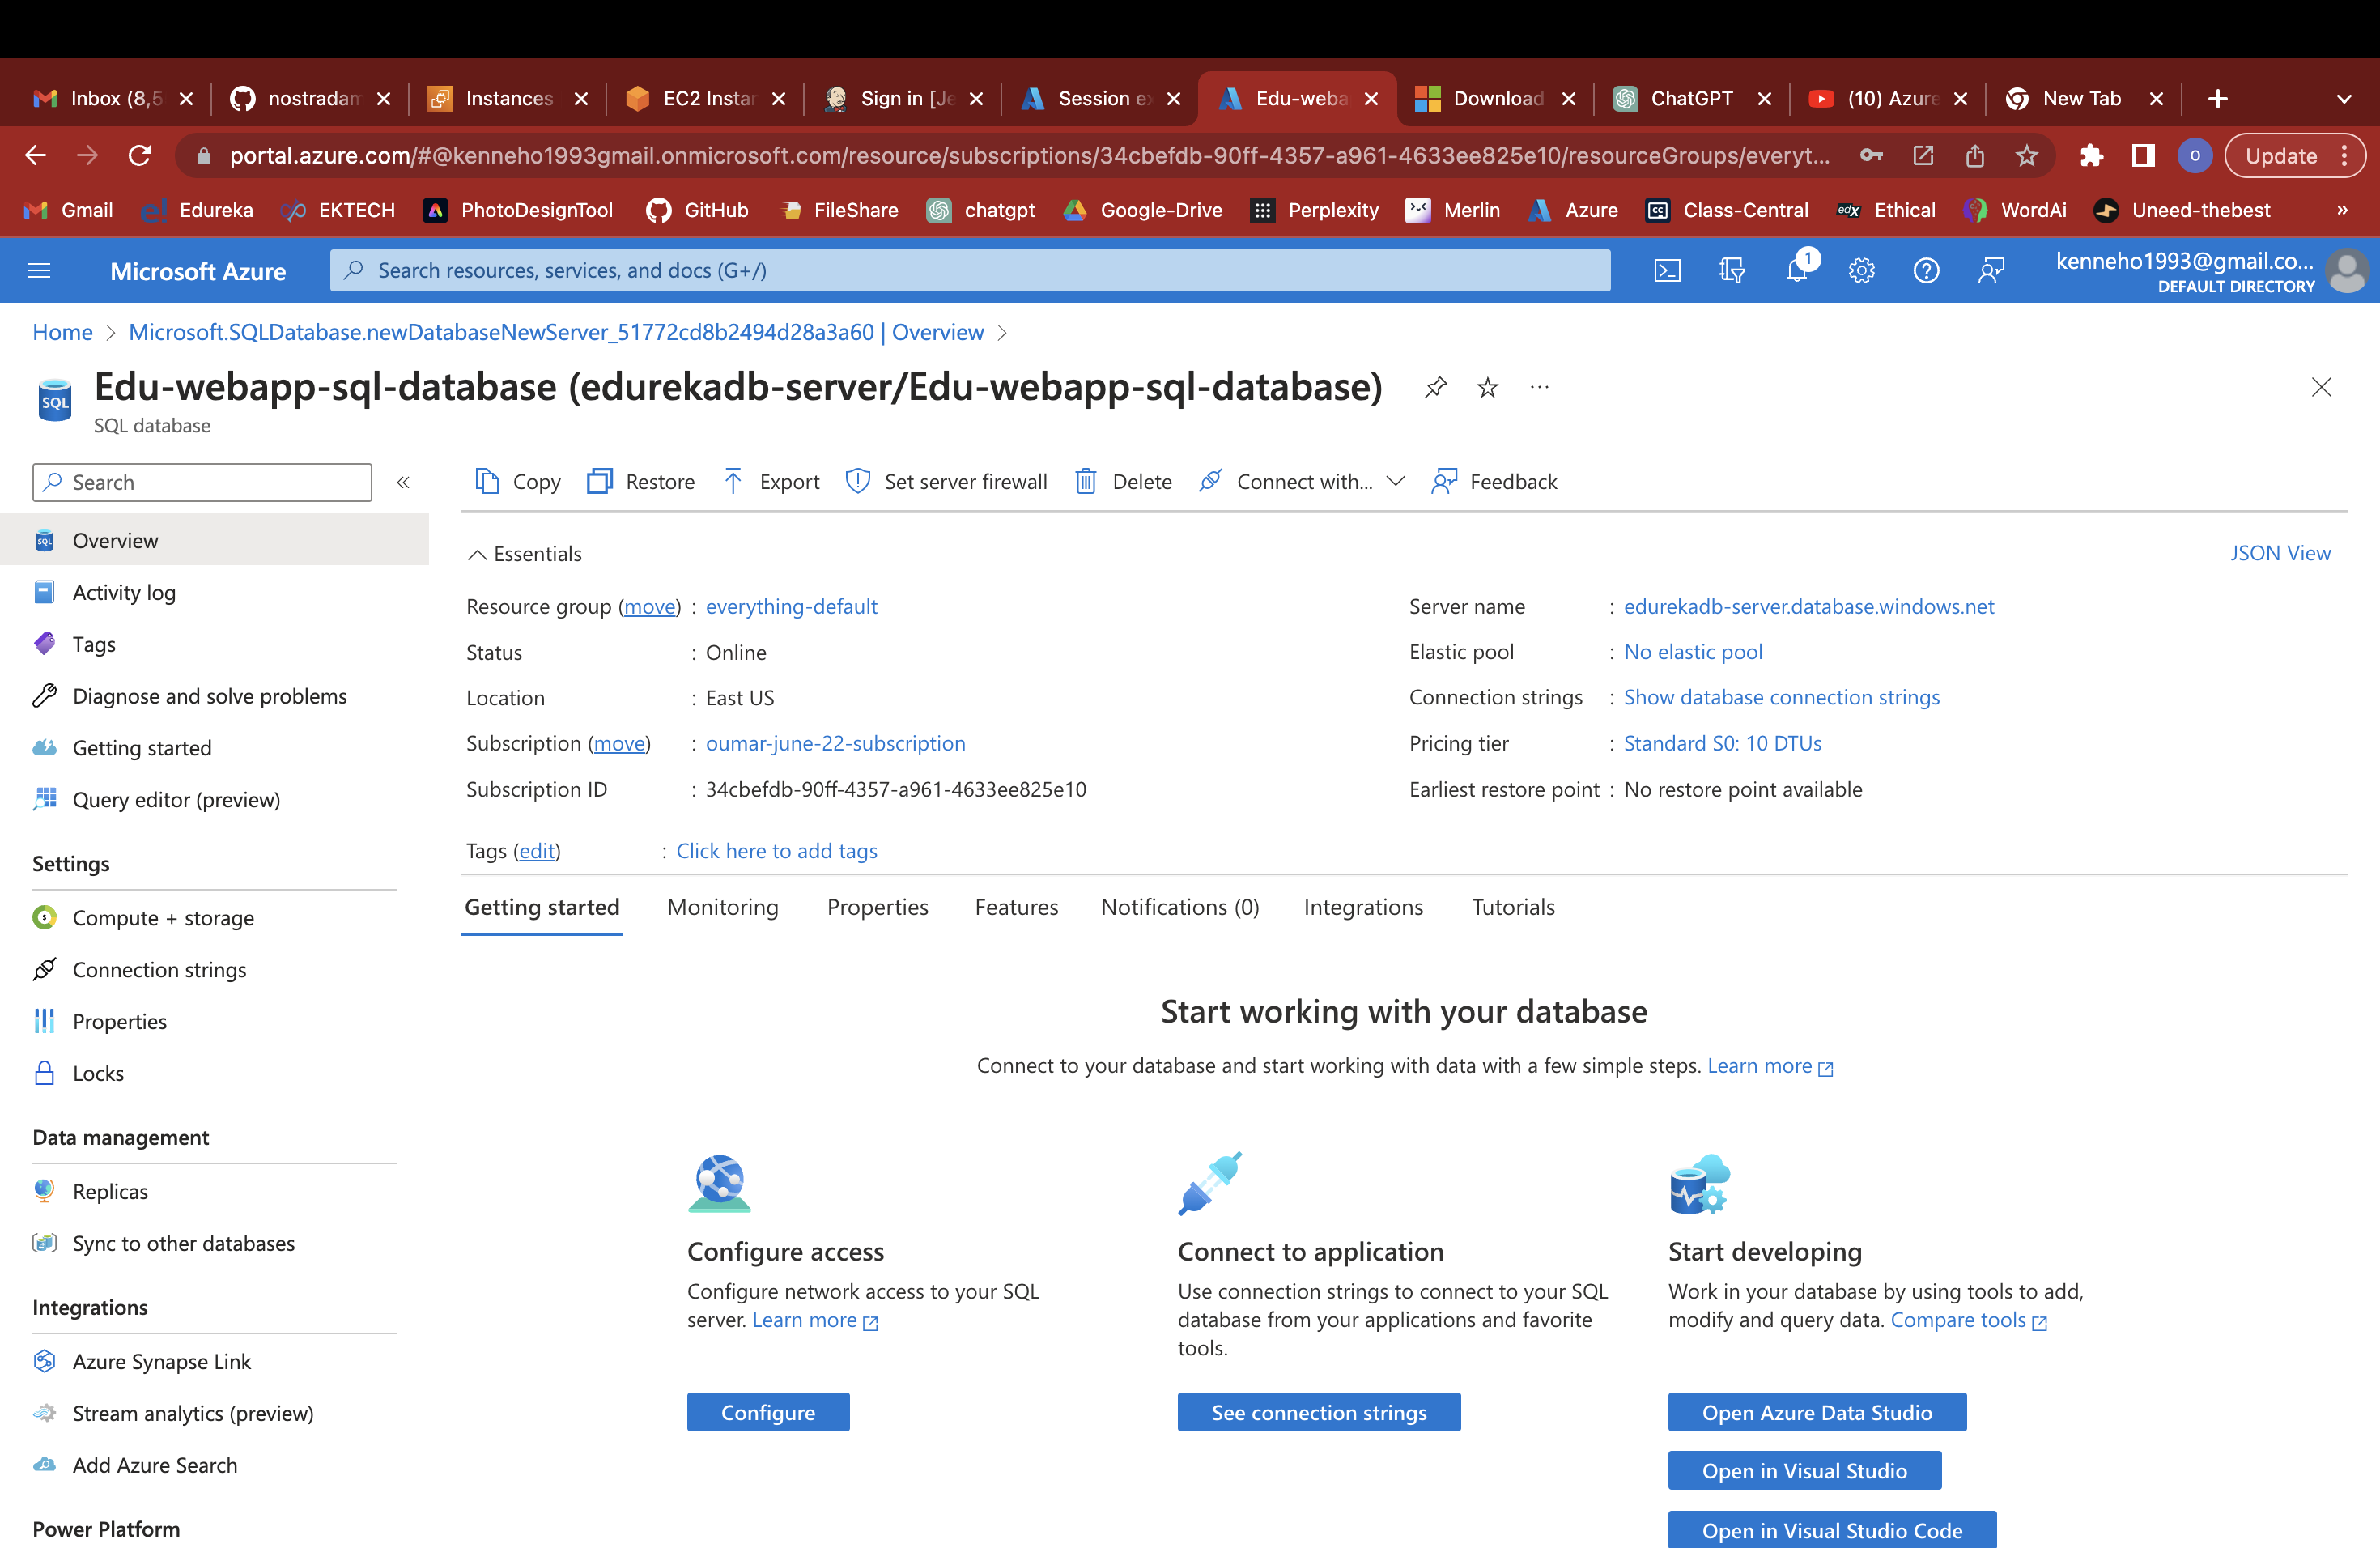 Inbox (8,5
nostradam
Instances
EC2 Instar
Sign in [Je
Session ex
Edu-weba
Download
ChatGPT
(10) Azure
New Tab
portal.azure.com/#@kenneho1993gmail.onmicrosoft.com/resource/subscriptions/34cbefdb-90ff-4357-a961-4633ee825e10/resourceGroups/everyt...
O
Update
Gmail
e!
Edureka
EKTECH
PhotoDesignTool
GitHub
FileShare
chatgpt
Google-Drive
Perplexity
Merlin
Azure
CC
Class-Central
edX
Ethical
WordAi
Uneed-thebest
»
Microsoft Azure
Search resources, services, and docs (G+/)
1
kenneho1993@gmail.co...
DEFAULT DIRECTORY
Home > Microsoft.SQLDatabase.newDatabaseNewServer_51772cd8b2494d28a3a60 | Overview >
SQL
Edu-webapp-sql-database (edurekadb-server/Edu-webapp-sql-database)
...
SQL database
Search
«
Copy
Restore
Export
Set server firewall
Delete
Connect with...
Feedback
SQL
Overview
Activity log
Tags
Diagnose and solve problems
Getting started
Query editor (preview)
Settings
Compute + storage
Connection strings
Properties
Locks
Data management
Replicas
Sync to other databases
Integrations
Azure Synapse Link
Stream analytics (preview)
Add Azure Search
Power Platform
Essentials
JSON View
Resource group (move) : everything-default
Status : Online
Location : East US
Subscription (move) : oumar-june-22-subscription
Subscription ID : 34cbefdb-90ff-4357-a961-4633ee825e10
Tags (edit) : Click here to add tags
Server name : edurekadb-server.database.windows.net
Elastic pool : No elastic pool
Connection strings : Show database connection strings
Pricing tier : Standard S0: 10 DTUs
Earliest restore point : No restore point available
Getting started
Monitoring
Properties
Features
Notifications (0)
Integrations
Tutorials
Start working with your database
Connect to your database and start working with data with a few simple steps. Learn more
Configure access
Configure network access to your SQL
server. Learn more
Configure
Connect to application
Use connection strings to connect to your SQL
database from your applications and favorite
tools.
See connection strings
Start developing
Work in your database by using tools to add,
modify and query data. Compare tools
Open Azure Data Studio
Open in Visual Studio
Open in Visual Studio Code